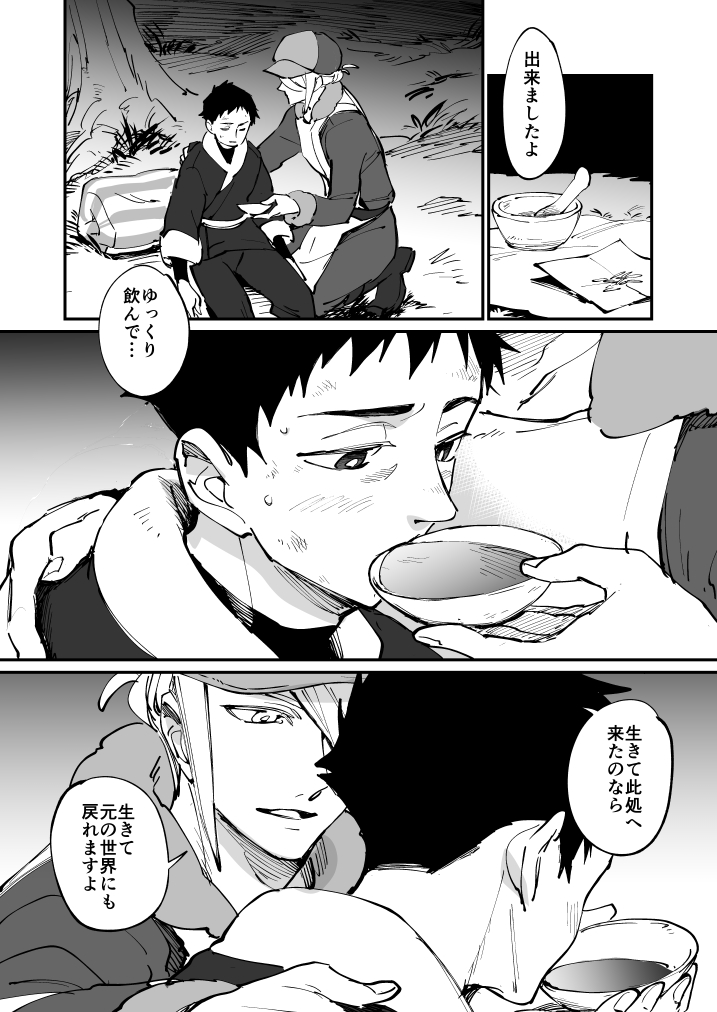 出来ましたよ
ゆっくり
飲んで…
生きて此処へ
来たのなら
生きて
元の世界にも
戻れますよ